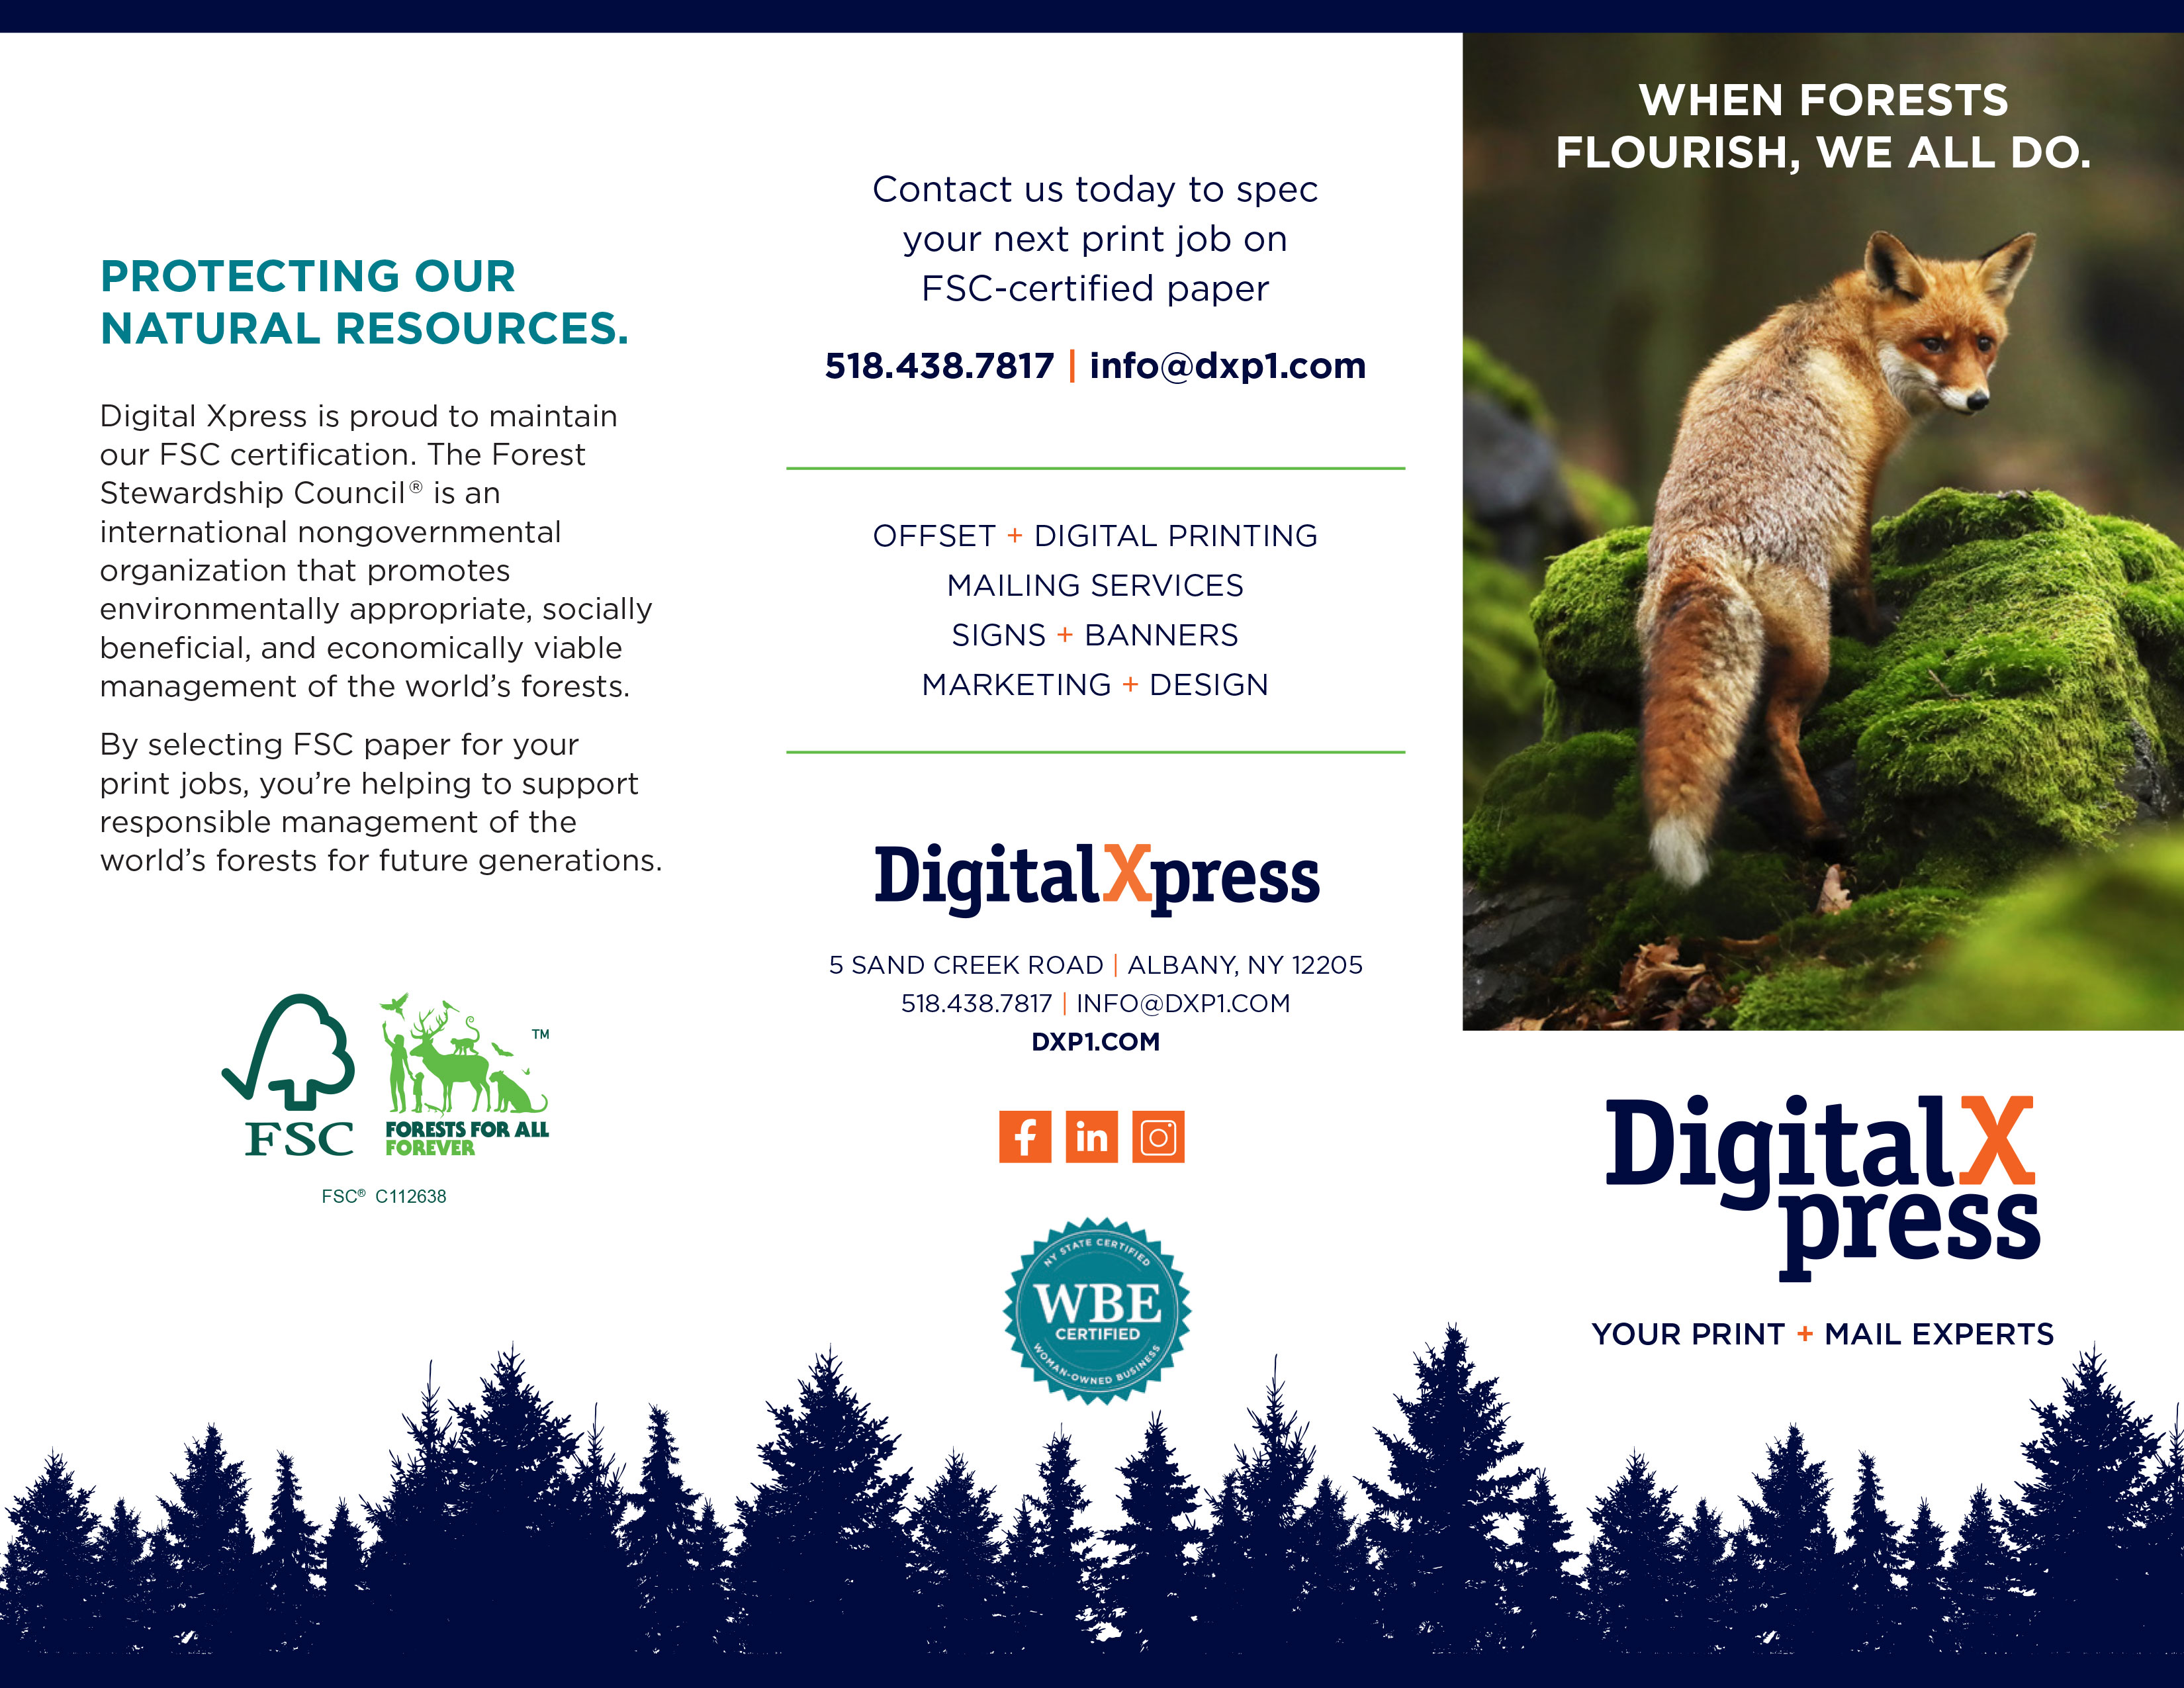 PROTECTING OUR
NATURAL RESOURCES.
Digital Xpress is proud to maintain
our FSC certification. The Forest
Stewardship Council® is an
international nongovernmental
organization that promotes
environmentally appropriate, socially
beneficial, and economically viable
management of the world's forests.
By selecting FSC paper for your
print jobs, you're helping to support
responsible management of the
world's forests for future generations.
FSC
TM
FORESTS FOR ALL
FOREVER
FSC® C112638
Contact us today to spec
your next print job on
FSC-certified paper
518.438.7817 | info@dxp1.com
OFFSET + DIGITAL PRINTING
MAILING SERVICES
SIGNS + BANNERS
MARKETING + DESIGN
DigitalXpress
5 SAND CREEK ROAD | ALBANY, NY 12205
518.438.7817 | INFO@DXP1.COM
DXP1.COM
f
in
NY STATE CERTIFIED
WBE
CERTIFIED
WOMAN-OWNED BUSINESS
WHEN FORESTS
FLOURISH, WE ALL DO.
DigitalX
press
YOUR PRINT + MAIL EXPERTS